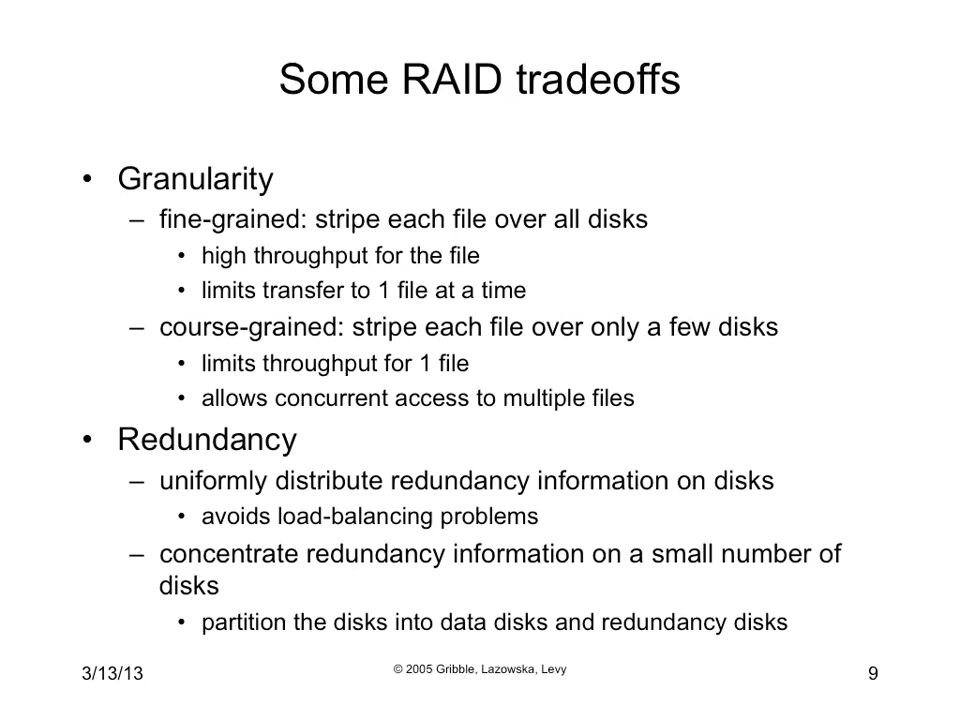 Some RAID tradeoffs
• Granularity
– fine-grained: stripe each file over all disks
• high throughput for the file
• limits transfer to 1 file at a time
– course-grained: stripe each file over only a few disks
• limits throughput for 1 file
• allows concurrent access to multiple files
• Redundancy
– uniformly distribute redundancy information on disks
• avoids load-balancing problems
– concentrate redundancy information on a small number of
disks
• partition the disks into data disks and redundancy disks
3/13/13
© 2005 Gribble, Lazowska, Levy
9